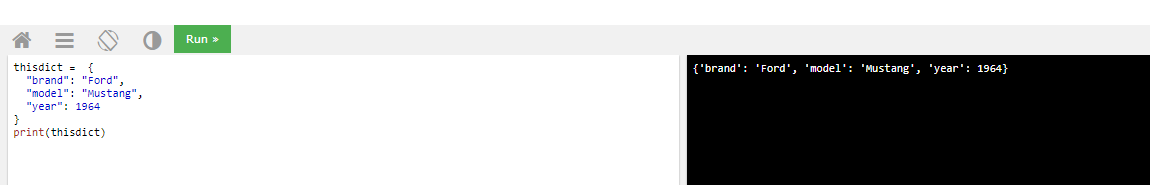 Run »
thisdict =  {
  "brand": "Ford",
  "model": "Mustang",
  "year": 1964
}
print(thisdict)
{'brand': 'Ford', 'model': 'Mustang', 'year': 1964}